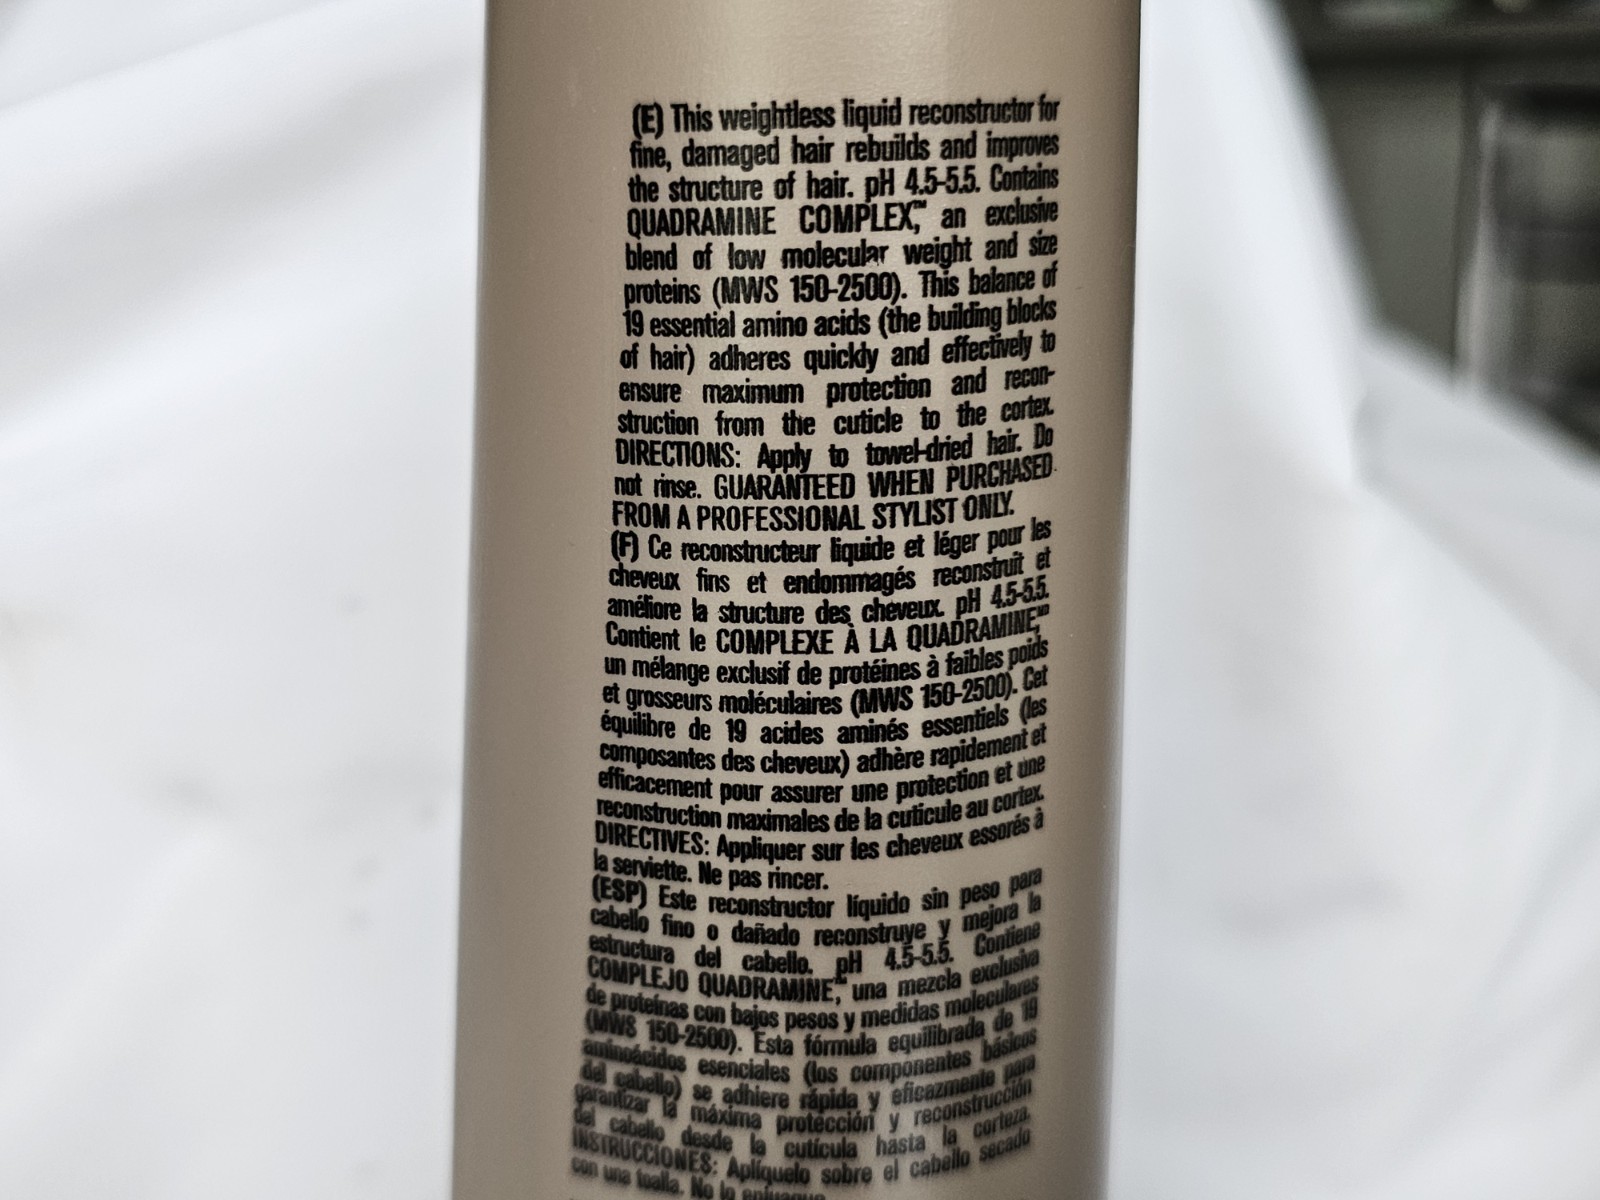 (E) This weightless liquid reconstructor for
fine, damaged hair rebuilds and improves
the structure of hair. pH 4.5-5.5. Contains
QUADRAMINE COMPLEX,™ an exclusive
blend of low molecular weight and size
proteins (MWS 150-2500). This balance of
19 essential amino acids (the building blocks
of hair) adheres quickly and effectively to
ensure maximum protection and recon-
struction from the cuticle to the cortex.
DIRECTIONS: Apply to towel-dried hair. Do
not rinse. GUARANTEED WHEN PURCHASED
FROM A PROFESSIONAL STYLIST ONLY.
(F) Ce reconstructeur liquide et léger pour les
cheveux fins et endommagés reconstruit et
améliore la structure des cheveux. pH 4.5-5.5.
Contient le COMPLEXE À LA QUADRAMINE,ᴹᴰ
un mélange exclusif de protéines à faibles poids
et grosseurs moléculaires (MWS 150-2500). Cet
équilibre de 19 acides aminés essentiels (les
composantes des cheveux) adhère rapidement et
efficacement pour assurer une protection et une
reconstruction maximales de la cuticule au cortex.
DIRECTIVES: Appliquer sur les cheveux essorés à
la serviette. Ne pas rincer.
(ESP) Este reconstructor líquido sin peso para
cabello fino o dañado reconstruye y mejora la
estructura del cabello. pH 4.5-5.5. Contiene
COMPLEJO QUADRAMINE,™ una mezcla exclusiva
de proteínas con bajos pesos y medidas moleculares
(MWS 150-2500). Esta fórmula equilibrada de 19
aminoácidos esenciales (los componentes básicos
del cabello) se adhiere rápida y eficazmente para
garantizar la máxima protección y reconstrucción
del cabello desde la cutícula hasta la corteza.
INSTRUCCIONES: Aplíquelo sobre el cabello secado
con una toalla. No lo enjuague.